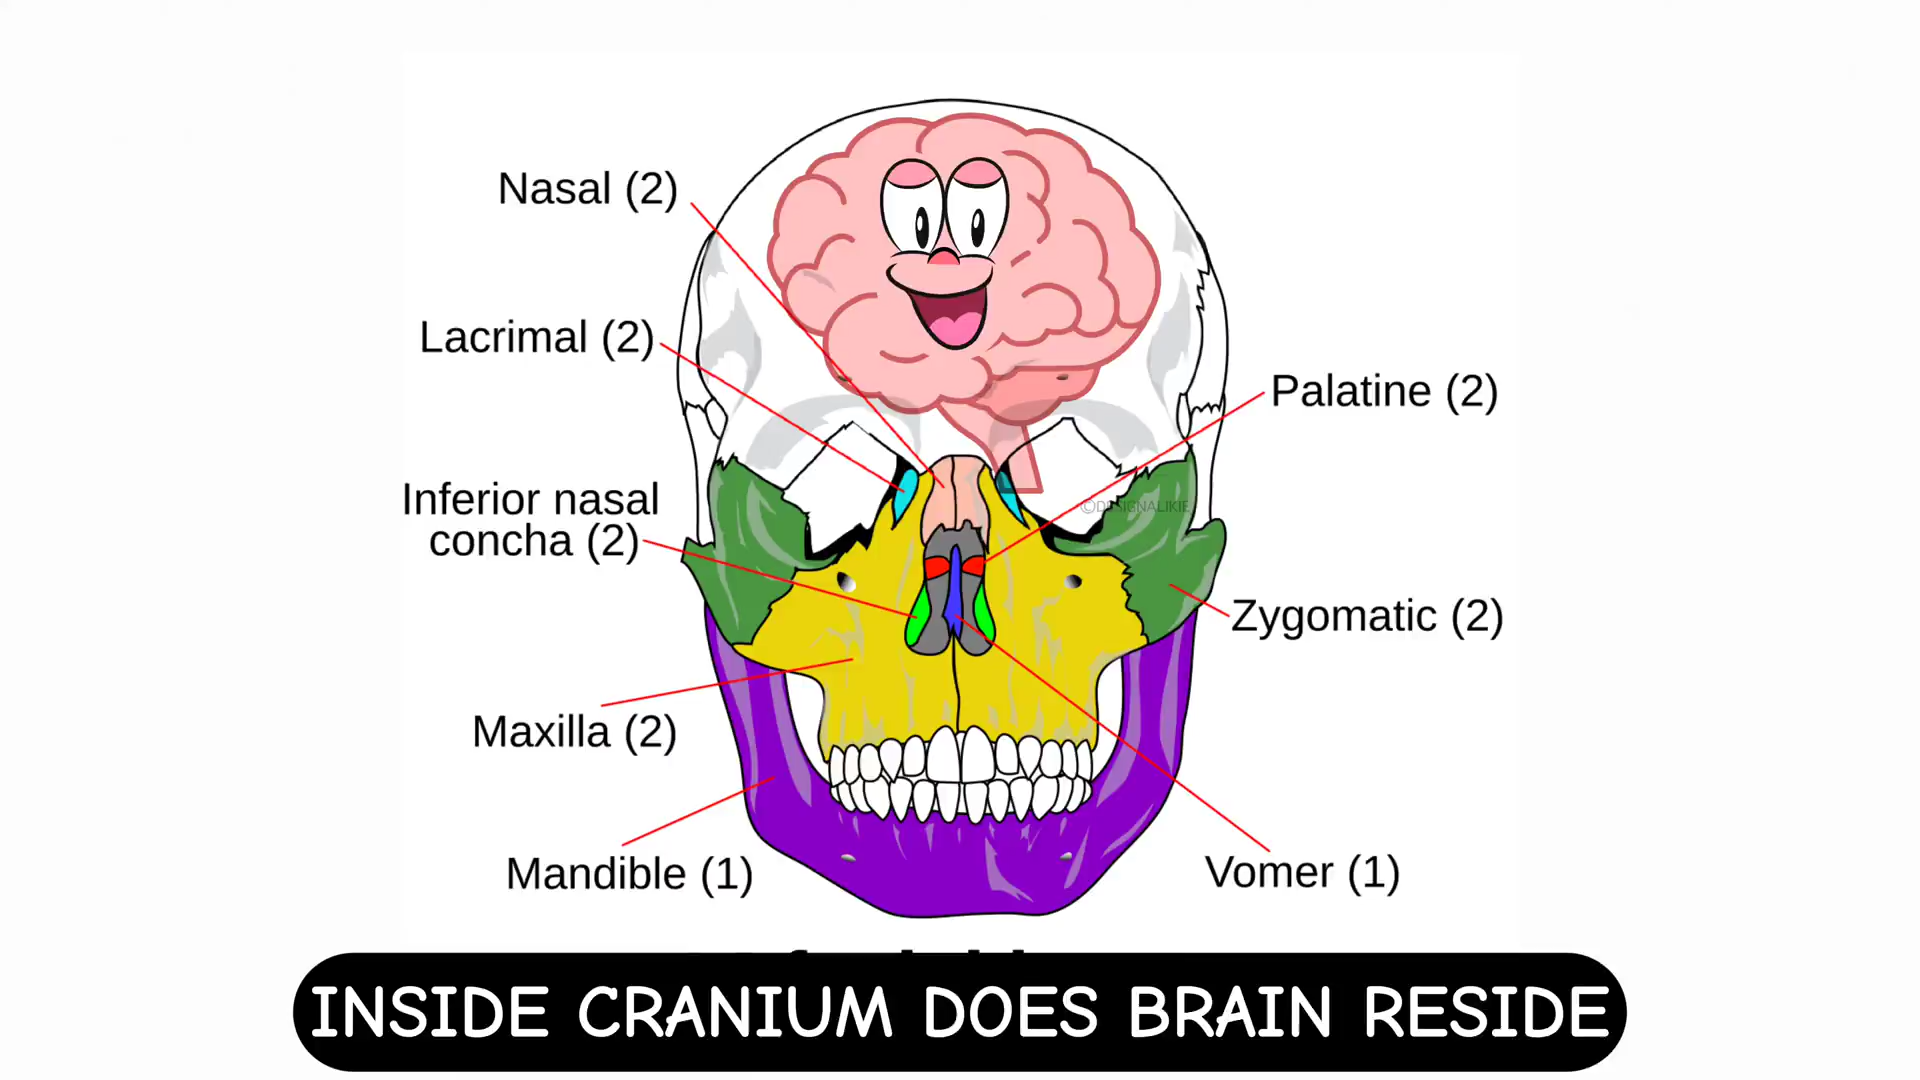 Nasal (2)
Lacrimal (2)
Palatine (2)
Inferior nasal
concha (2)
©DESIGNALIKIE
Zygomatic (2)
Maxilla (2)
Mandible (1)
Vomer (1)
INSIDE CRANIUM DOES BRAIN RESIDE